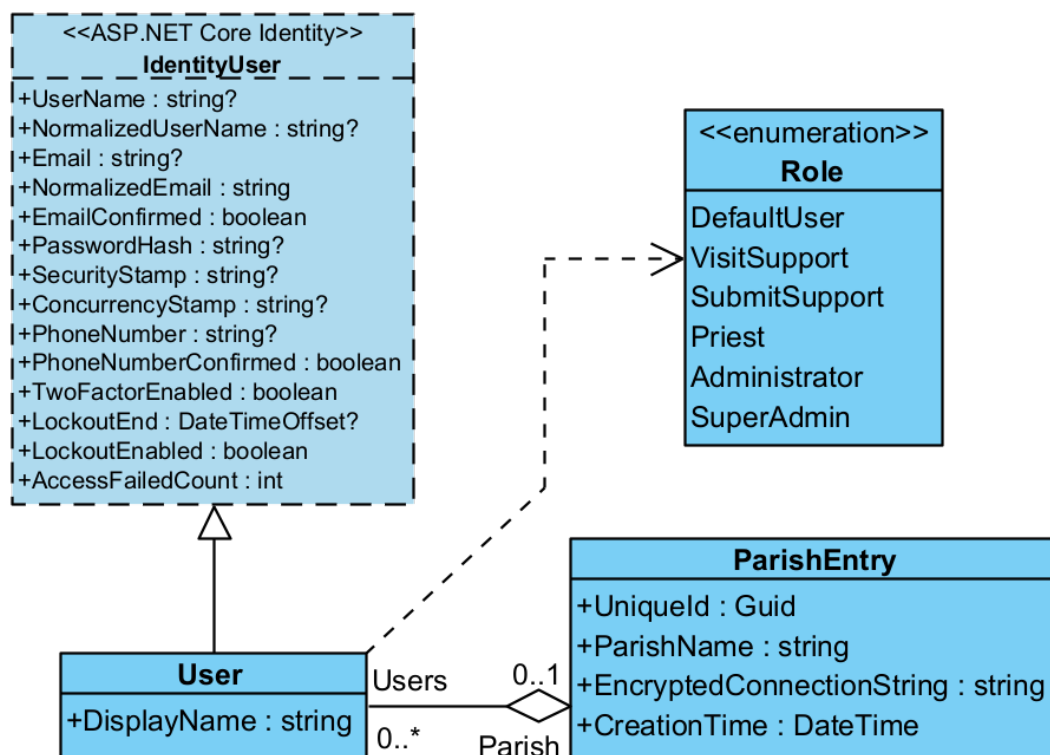 <<ASP.NET Core Identity>>
IdentityUser
+UserName : string?
+NormalizedUserName : string?
+Email : string?
+NormalizedEmail : string
+EmailConfirmed : boolean
+PasswordHash : string?
+SecurityStamp : string?
+ConcurrencyStamp : string?
+PhoneNumber : string?
+PhoneNumberConfirmed : boolean
+TwoFactorEnabled : boolean
+LockoutEnd : DateTimeOffset?
+LockoutEnabled : boolean
+AccessFailedCount : int
<<enumeration>>
Role
DefaultUser
VisitSupport
SubmitSupport
Priest
Administrator
SuperAdmin
User
+DisplayName : string
Users
0..*
0..1
Parish
ParishEntry
+UniqueId : Guid
+ParishName : string
+EncryptedConnectionString : string
+CreationTime : DateTime